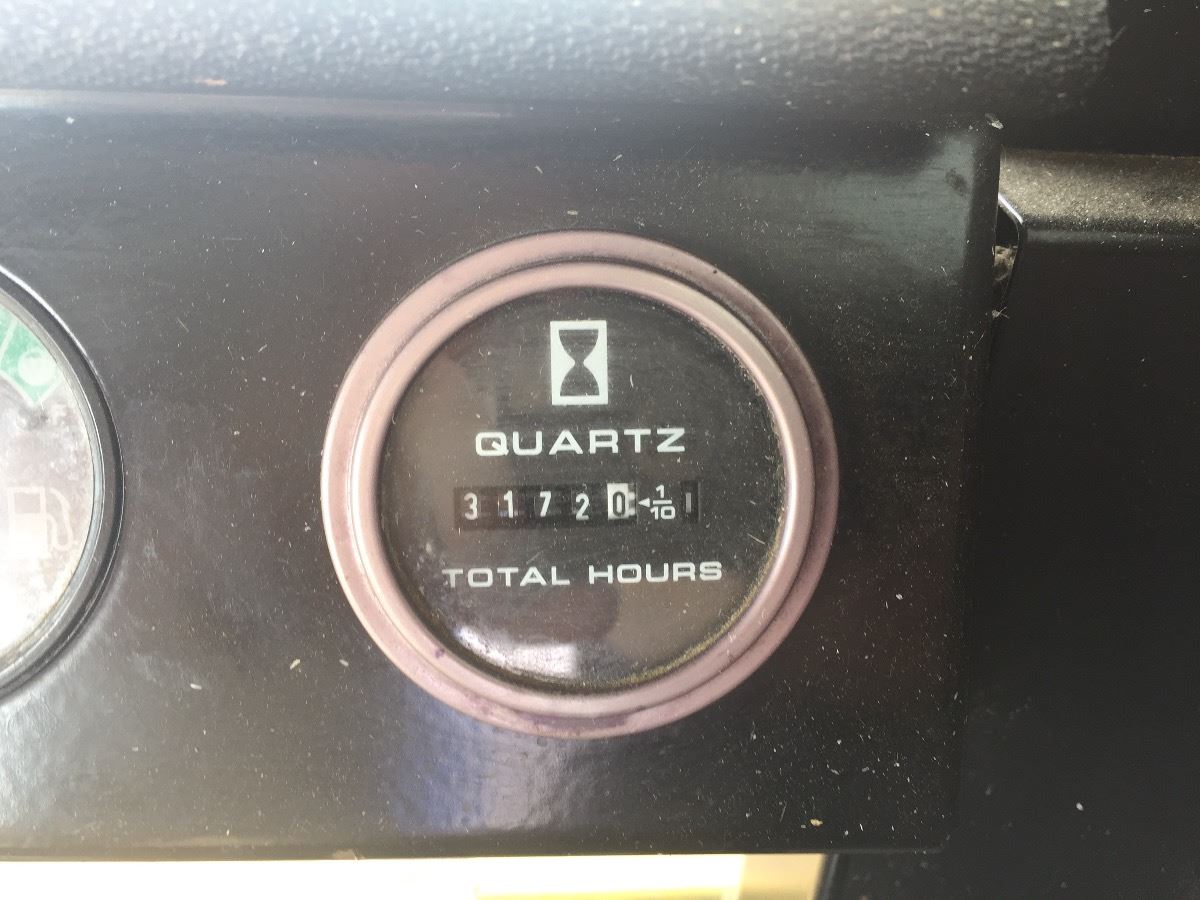 QUARTZ
31720 ◄1/10
TOTAL HOURS